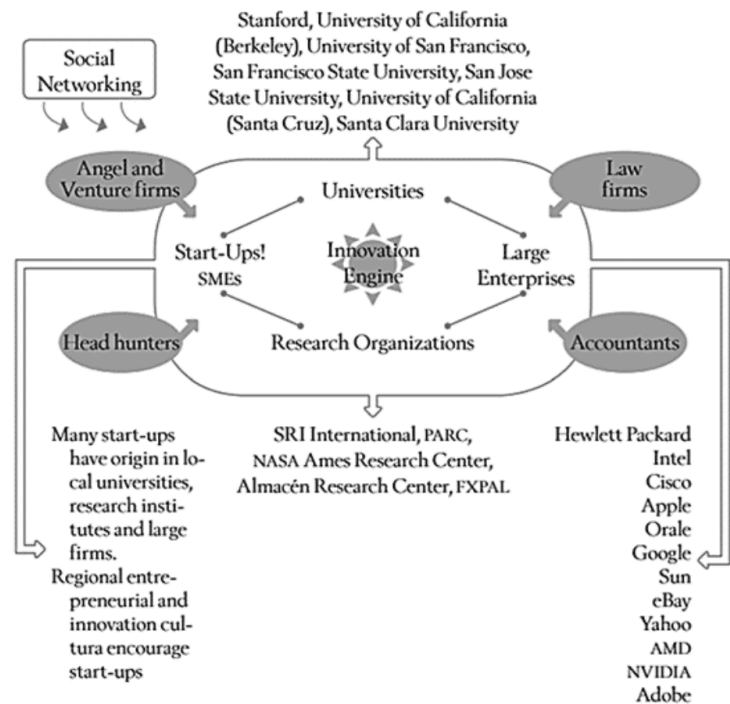 Stanford, University of California
(Berkeley), University of San Francisco,
San Francisco State University, San Jose
State University, University of California
(Santa Cruz), Santa Clara University
Social
Networking
Angel and
Venture firms
Law
firms
Universities
Start-Ups!
SMEs
Innovation
Engine
Large
Enterprises
Head hunters
Research Organizations
Accountants
Many start-ups
have origin in lo-
cal universities,
research insti-
tutes and large
firms.
Regional entre-
preneurial and
innovation cul-
tura encourage
start-ups
SRI International, PARC,
NASA Ames Research Center,
Almacén Research Center, FXPAL
Hewlett Packard
Intel
Cisco
Apple
Orale
Google
Sun
eBay
Yahoo
AMD
NVIDIA
Adobe